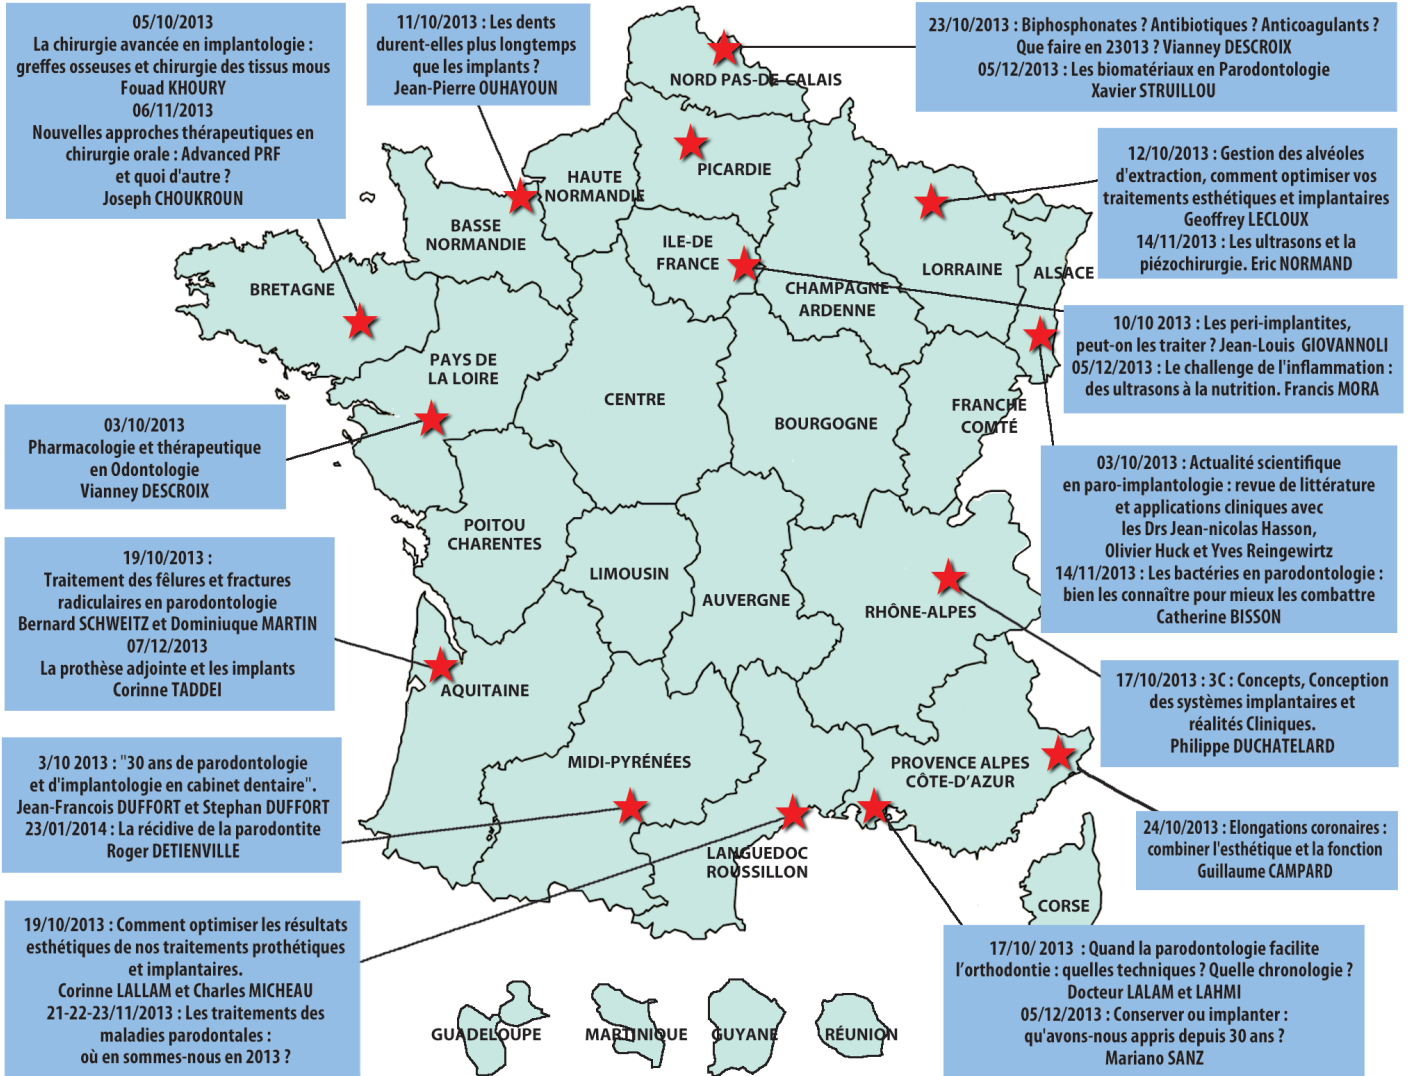 05/10/2013
La chirurgie avancée en implantologie :
greffes osseuses et chirurgie des tissus mous
Fouad KHOURY
06/11/2013
Nouvelles approches thérapeutiques en
chirurgie orale : Advanced PRF
et quoi d'autre ?
Joseph CHOUKROUN
11/10/2013 : Les dents
durent-elles plus longtemps
que les implants ?
Jean-Pierre OUHAYOUN
23/10/2013 : Biphosphonates ? Antibiotiques ? Anticoagulants ?
Que faire en 23013 ? Vianney DESCROIX
05/12/2013 : Les biomatériaux en Parodontologie
Xavier STRUILLOU
12/10/2013 : Gestion des alvéoles
d'extraction, comment optimiser vos
traitements esthétiques et implantaires
Geoffrey LECLOUX
14/11/2013 : Les ultrasons et la
piézochirurgie. Eric NORMAND
10/10 2013 : Les peri-implantites,
peut-on les traiter ? Jean-Louis GIOVANNOLI
05/12/2013 : Le challenge de l'inflammation :
des ultrasons à la nutrition. Francis MORA
03/10/2013 : Actualité scientifique
en paro-implantologie : revue de littérature
et applications cliniques avec
les Drs Jean-nicolas Hasson,
Olivier Huck et Yves Reingewirtz
14/11/2013 : Les bactéries en parodontologie :
bien les connaître pour mieux les combattre
Catherine BISSON
17/10/2013 : 3C : Concepts, Conception
des systèmes implantaires et
réalités Cliniques.
Philippe DUCHATELARD
24/10/2013 : Elongations coronaires :
combiner l'esthétique et la fonction
Guillaume CAMPARD
17/10/ 2013 : Quand la parodontologie facilite
l'orthodontie : quelles techniques ? Quelle chronologie ?
Docteur LALAM et LAHMI
05/12/2013 : Conserver ou implanter :
qu'avons-nous appris depuis 30 ans ?
Mariano SANZ
03/10/2013
Pharmacologie et thérapeutique
en Odontologie
Vianney DESCROIX
19/10/2013 :
Traitement des fêlures et fractures
radiculaires en parodontologie
Bernard SCHWEITZ et Dominiuque MARTIN
07/12/2013
La prothèse adjointe et les implants
Corinne TADDEI
3/10 2013 : "30 ans de parodontologie
et d'implantologie en cabinet dentaire".
Jean-Francois DUFFORT et Stephan DUFFORT
23/01/2014 : La récidive de la parodontite
Roger DETIENVILLE
19/10/2013 : Comment optimiser les résultats
esthétiques de nos traitements prothétiques
et implantaires.
Corinne LALLAM et Charles MICHEAU
21-22-23/11/2013 : Les traitements des
maladies parodontales :
où en sommes-nous en 2013 ?
NORD PAS-DE-CALAIS
PICARDIE
HAUTE
NORMANDIE
BASSE
NORMANDIE
ILE-DE
FRANCE
CHAMPAGNE
ARDENNE
LORRAINE
ALSACE
BRETAGNE
PAYS DE
LA LOIRE
CENTRE
BOURGOGNE
FRANCHE
COMTÉ
POITOU
CHARENTES
LIMOUSIN
AUVERGNE
RHÔNE-ALPES
AQUITAINE
MIDI-PYRÉNÉES
LANGUEDOC
ROUSSILLON
PROVENCE ALPES
CÔTE-D'AZUR
CORSE
GUADELOUPE
MARTINIQUE
GUYANE
RÉUNION